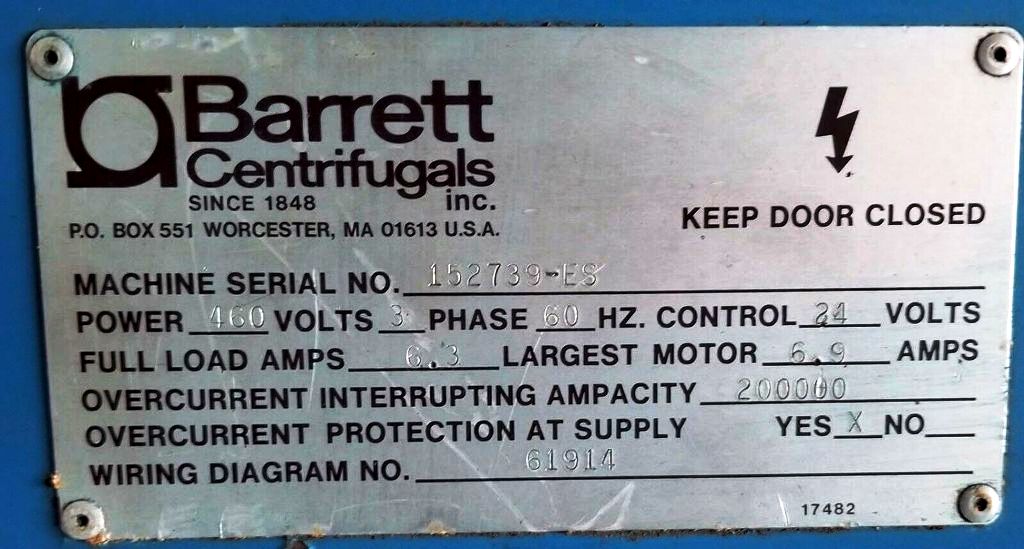 Barrett
Centrifugals
SINCE 1848 inc.
P.O. BOX 551 WORCESTER, MA 01613 U.S.A.
KEEP DOOR CLOSED
MACHINE SERIAL NO. 152739-ES
POWER 460 VOLTS 3 PHASE 60 HZ. CONTROL 24 VOLTS
FULL LOAD AMPS 6.3 LARGEST MOTOR 6.9 AMPS
OVERCURRENT INTERRUPTING AMPACITY 200000
OVERCURRENT PROTECTION AT SUPPLY YES X NO
WIRING DIAGRAM NO. 61914
17482